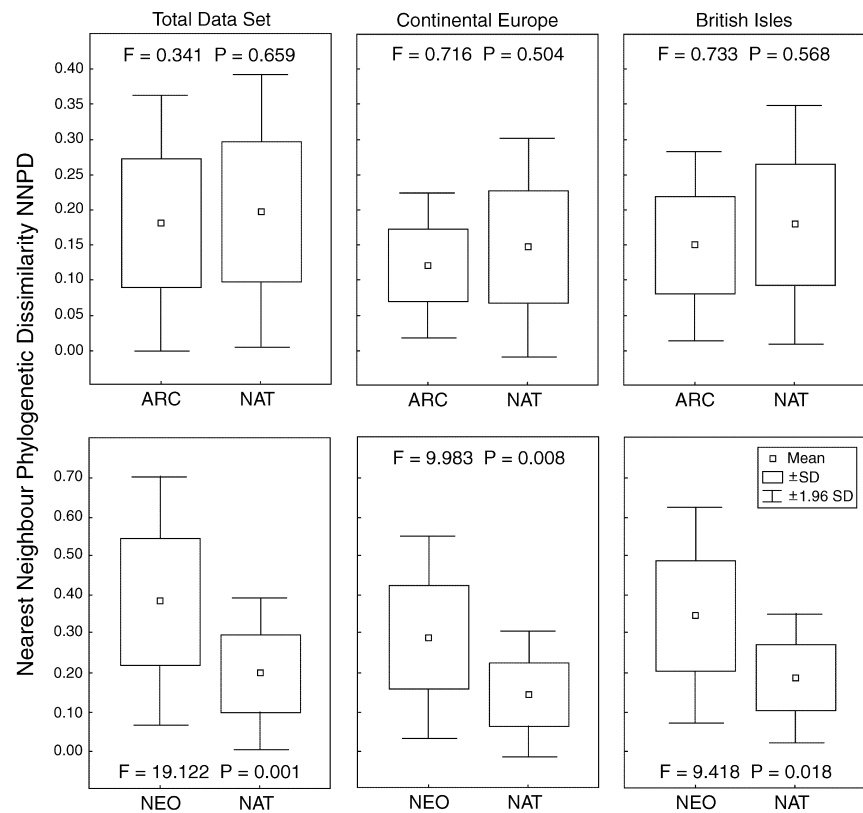 Total Data Set
Continental Europe
British Isles
Nearest Neighbour Phylogenetic Dissimilarity NNPD
F = 0.341 P = 0.659
F = 0.716 P = 0.504
F = 0.733 P = 0.568
0.40
0.35
0.30
0.25
0.20
0.15
0.10
0.05
0.00
ARC NAT
ARC NAT
ARC NAT
0.70
0.60
0.50
0.40
0.30
0.20
0.10
0.00
F = 19.122 P = 0.001
NEO NAT
F = 9.983 P = 0.008
NEO NAT
Mean
±SD
±1.96 SD
F = 9.418 P = 0.018
NEO NAT